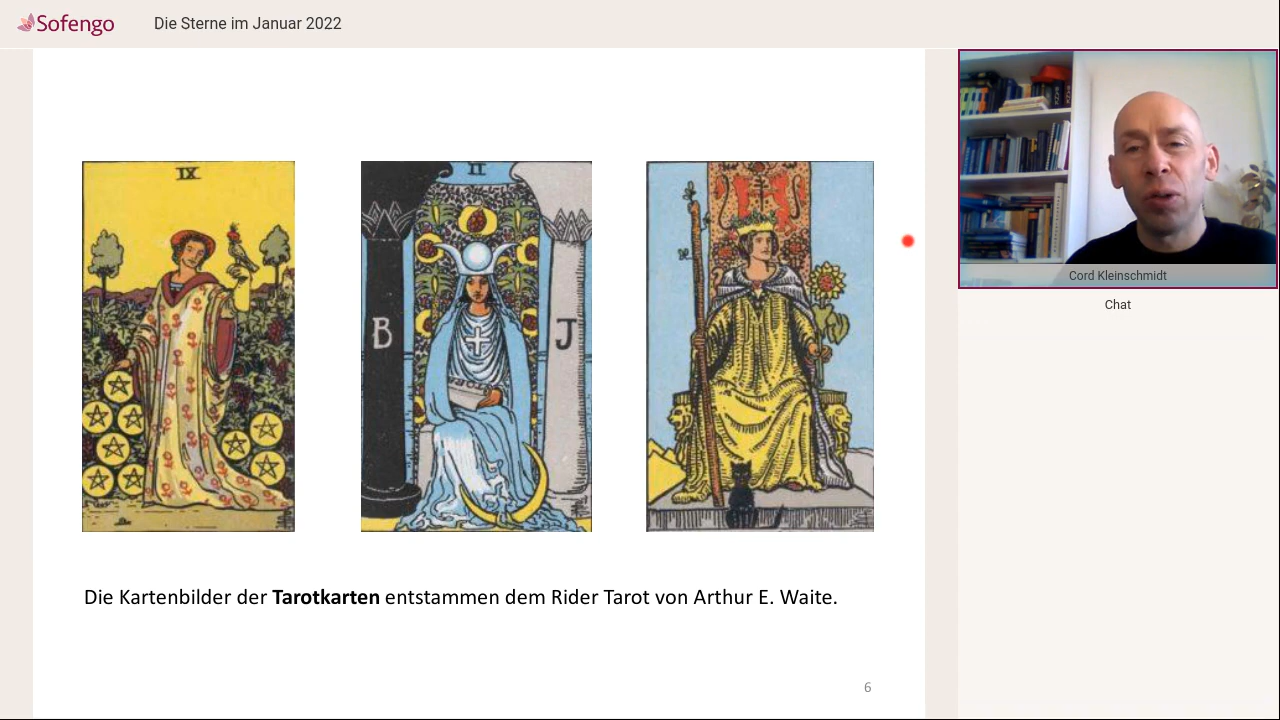 Sofengo
Die Sterne im Januar 2022
IX
II
B
J
Die Kartenbilder der Tarotkarten entstammen dem Rider Tarot von Arthur E. Waite.
6
Cord Kleinschmidt
Chat